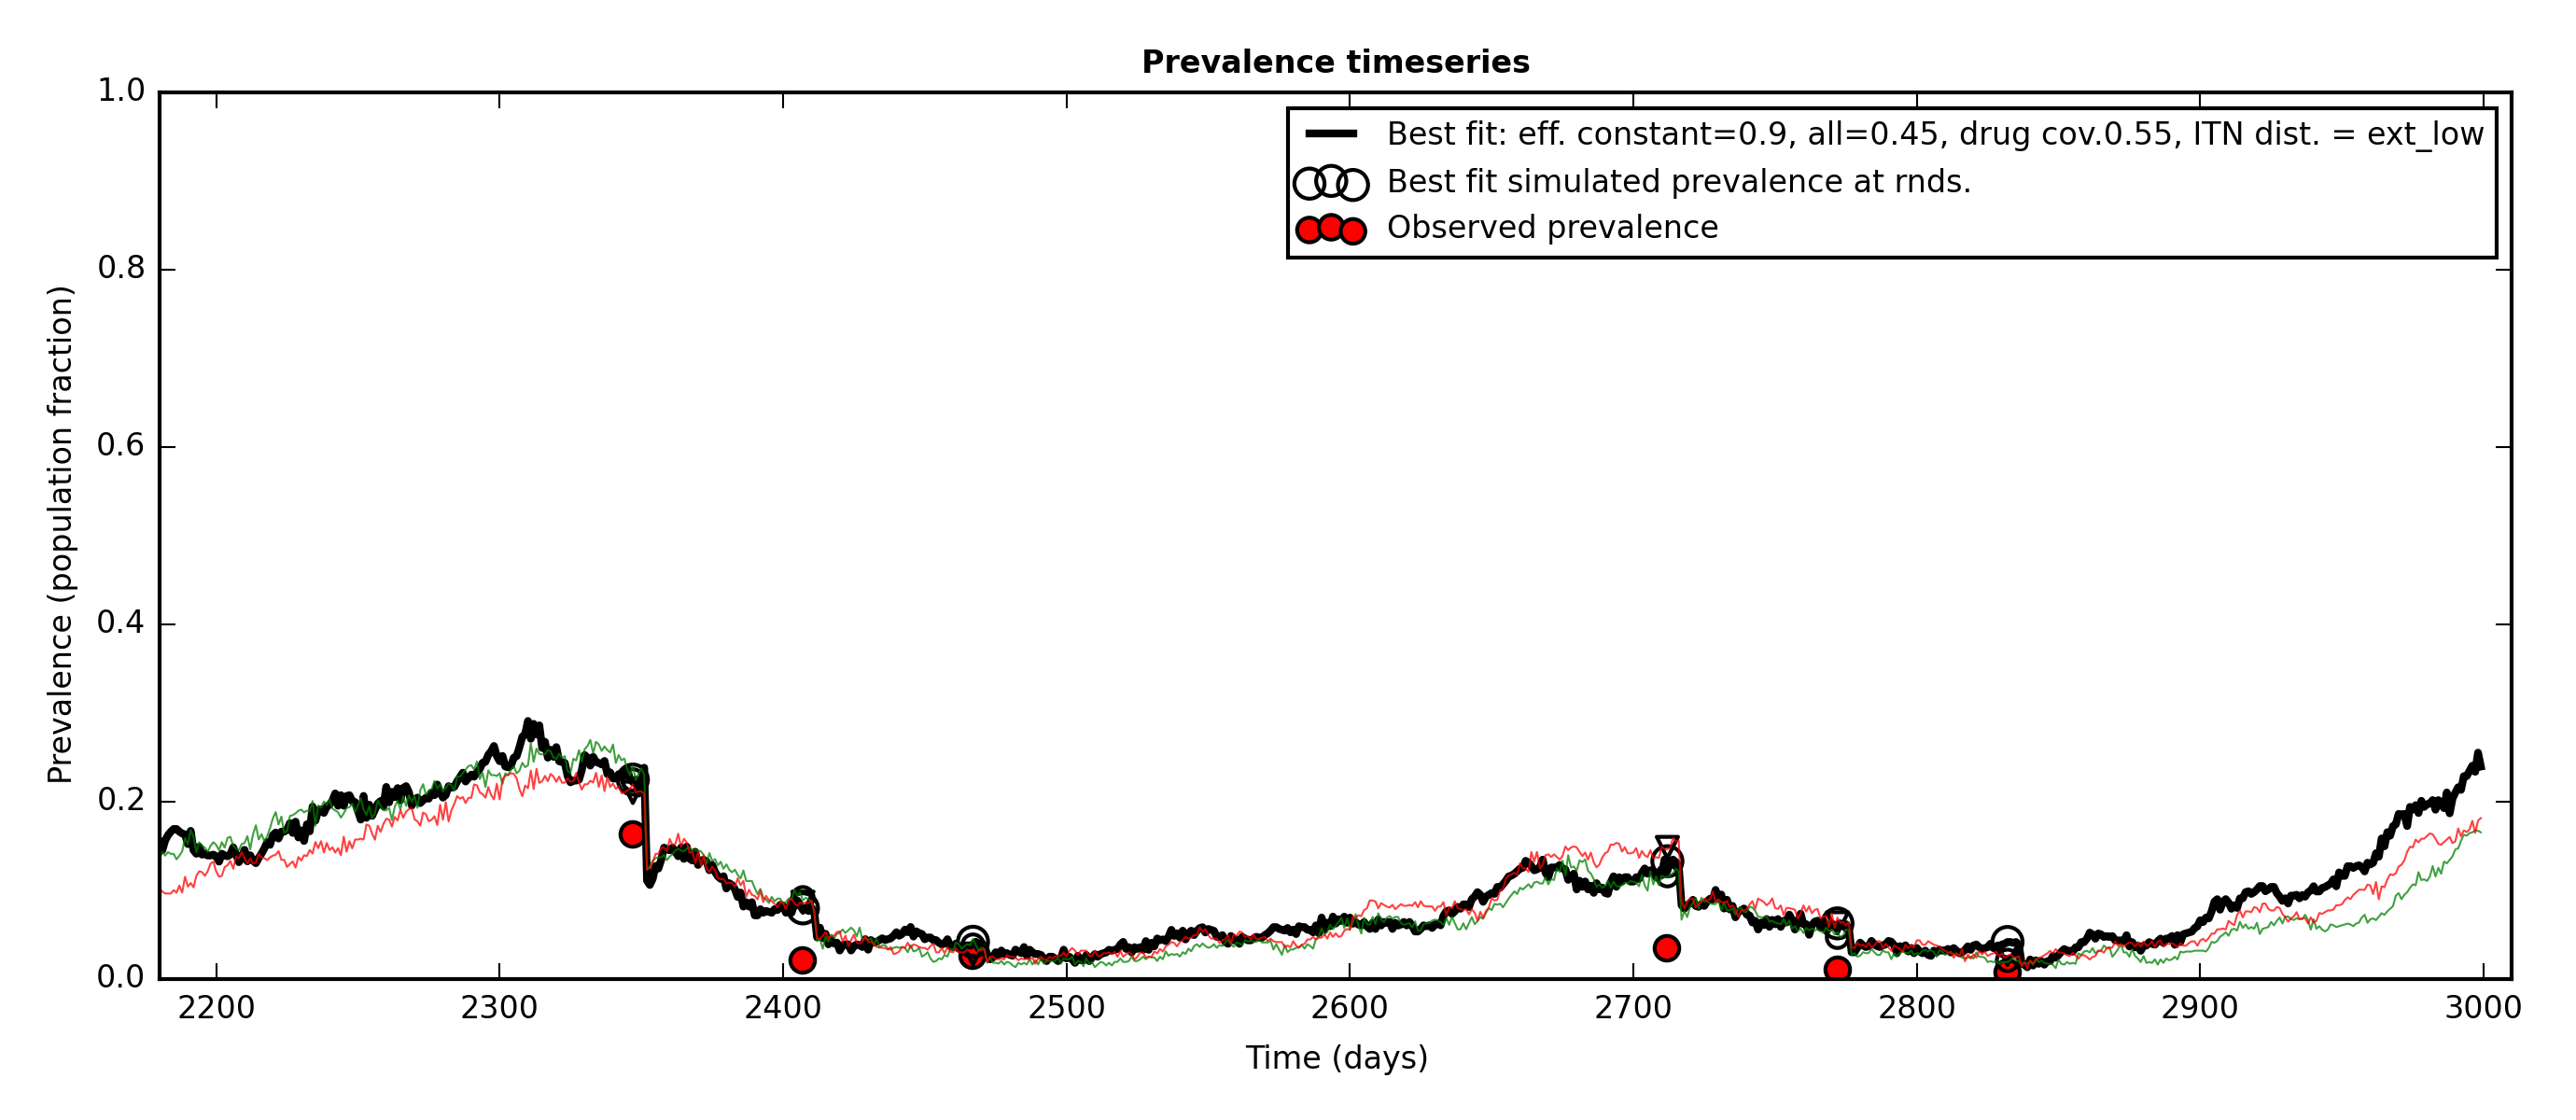 Prevalence timeseries
1.0
0.8
0.6
0.4
0.2
0.0
Prevalence (population fraction)
Best fit: eff. constant=0.9, all=0.45, drug cov.0.55, ITN dist. = ext_low
Best fit simulated prevalence at rnds.
Observed prevalence
2200 2300 2400 2500 2600 2700 2800 2900 3000
Time (days)